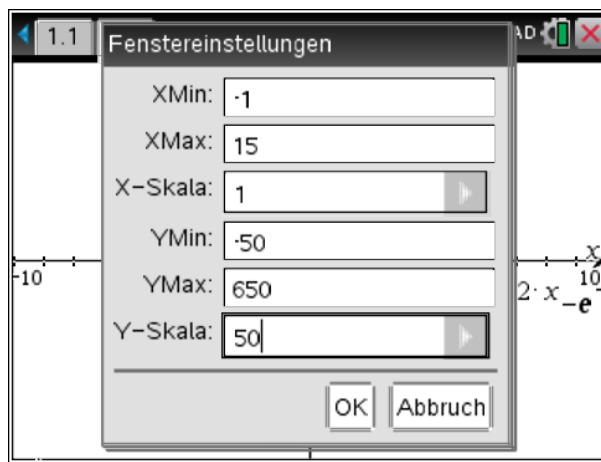 1.1
AD
Fenstereinstellungen
XMin: -1
XMax: 15
X-Skala: 1
YMin: -50
YMax: 650
Y-Skala: 50
-10
x
10
2· x -e
OK Abbruch